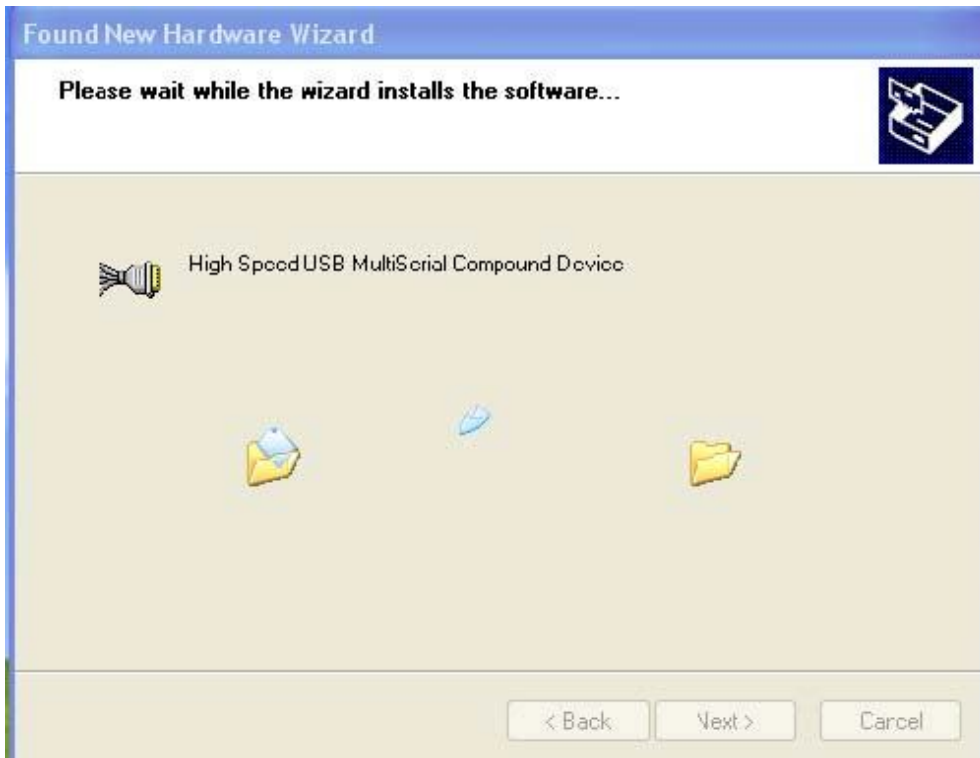 Found New Hardware Wizard
Please wait while the wizard installs the software...
High Speed USB MultiSerial Compound Device
< Back
Next >
Cancel